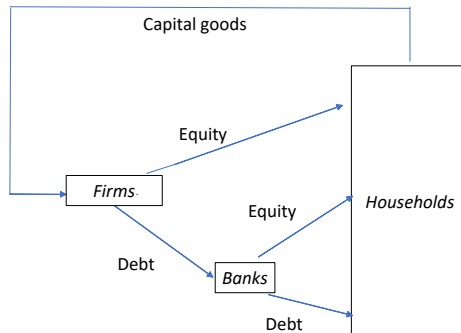 Capital goods
Equity
Firms
Equity
Households
Debt
Banks
Debt